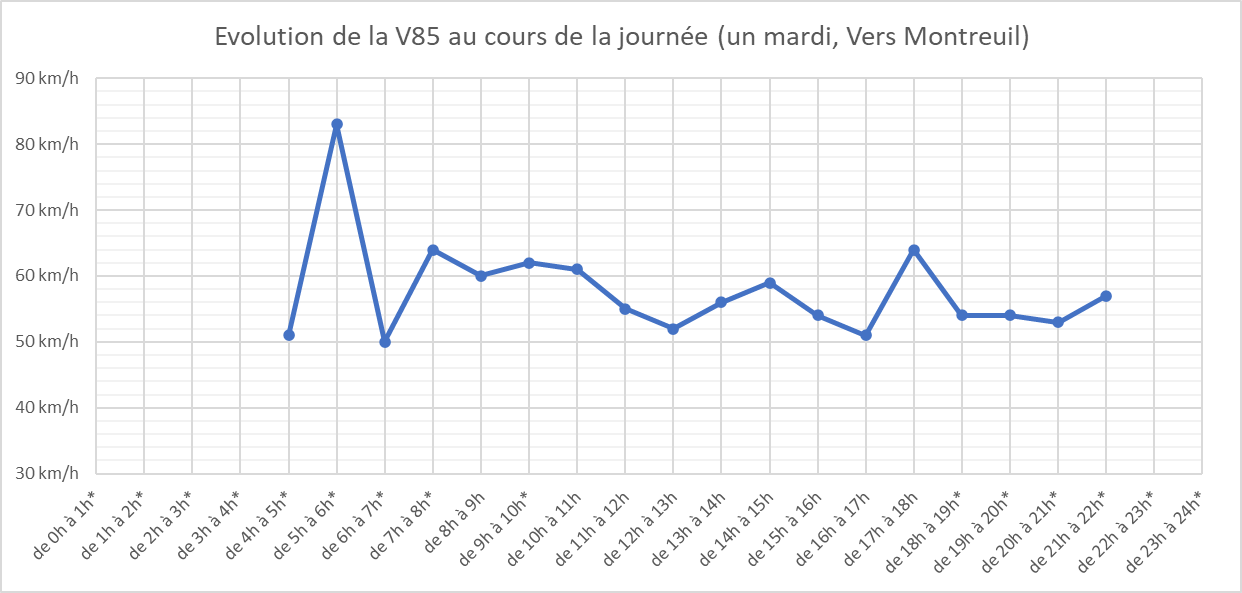 Evolution de la V85 au cours de la journée (un mardi, Vers Montreuil)
90 km/h
80 km/h
70 km/h
60 km/h
50 km/h
40 km/h
30 km/h
de 0h à 1h*
de 1h à 2h*
de 2h à 3h*
de 3h à 4h*
de 4h à 5h*
de 5h à 6h*
de 6h à 7h*
de 7h à 8h*
de 8h à 9h
de 9h à 10h*
de 10h à 11h
de 11h à 12h
de 12h à 13h
de 13h à 14h
de 14h à 15h
de 15h à 16h
de 16h à 17h
de 17h à 18h
de 18h à 19h*
de 19h à 20h*
de 20h à 21h*
de 21h à 22h*
de 22h à 23h*
de 23h à 24h*